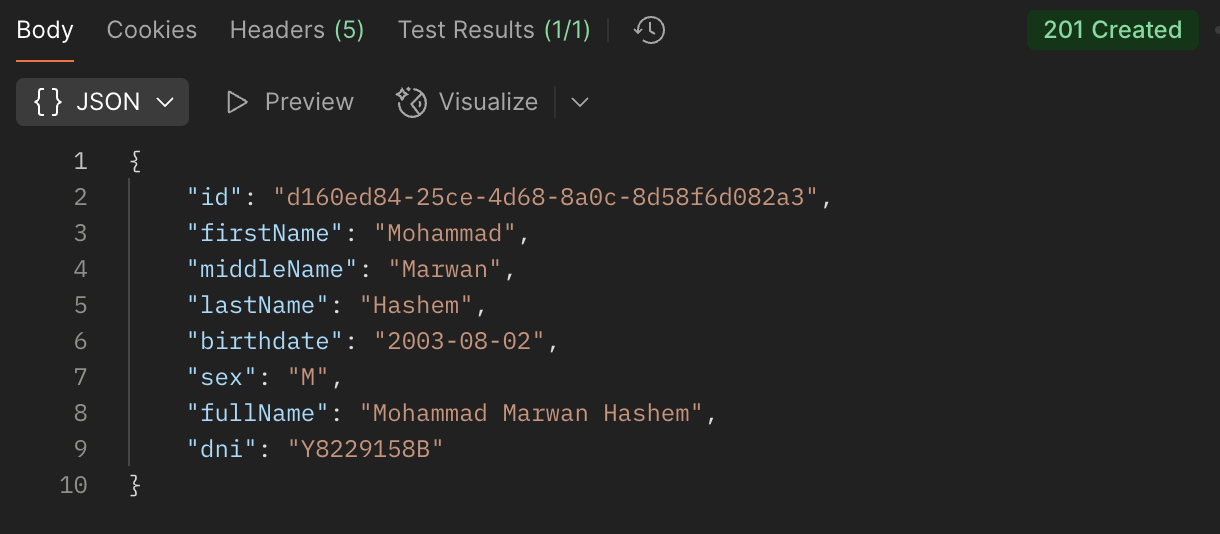 Body Cookies Headers (5) Test Results (1/1) 201 Created
{ } JSON Preview Visualize
1 {
2 "id": "d160ed84-25ce-4d68-8a0c-8d58f6d082a3",
3 "firstName": "Mohammad",
4 "middleName": "Marwan",
5 "lastName": "Hashem",
6 "birthdate": "2003-08-02",
7 "sex": "M",
8 "fullName": "Mohammad Marwan Hashem",
9 "dni": "Y8229158B"
10 }